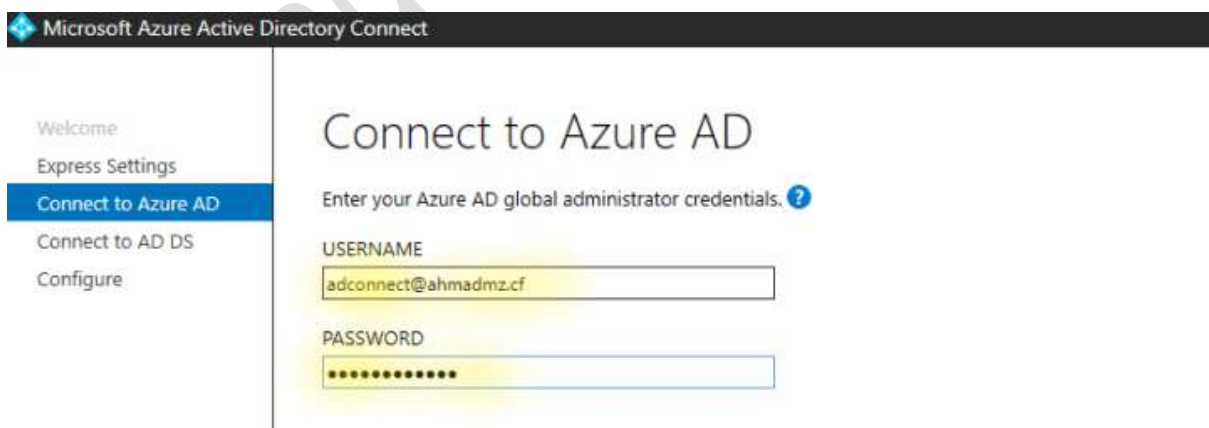 Microsoft Azure Active Directory Connect
Welcome
Express Settings
Connect to Azure AD
Connect to AD DS
Configure
Connect to Azure AD
Enter your Azure AD global administrator credentials. ?
USERNAME
adconnect@ahmadmz.cf
PASSWORD
••••••••••••